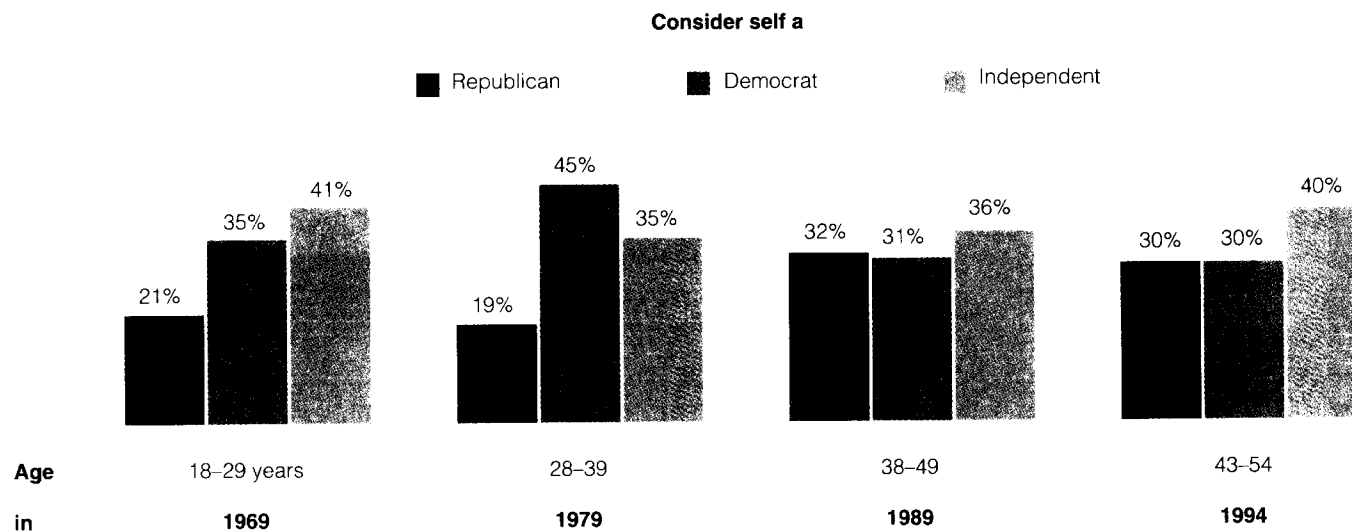 Consider self a
Republican Democrat Independent
21% 35% 41% 19% 45% 35% 32% 31% 36% 30% 30% 40%
Age 18–29 years 28–39 38–49 43–54
in 1969 1979 1989 1994